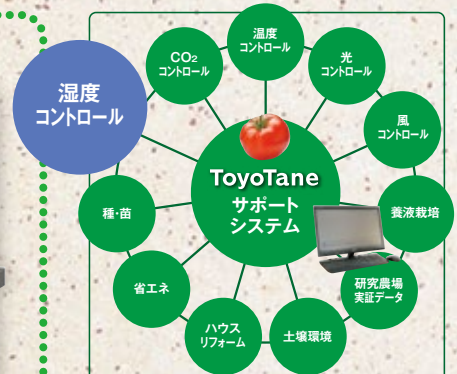 温度
コントロール
CO₂
コントロール
光
コントロール
湿度
コントロール
風
コントロール
ToyoTane
サポート
システム
種・苗
養液栽培
省エネ
研究農場
実証データ
ハウス
リフォーム
土壌環境